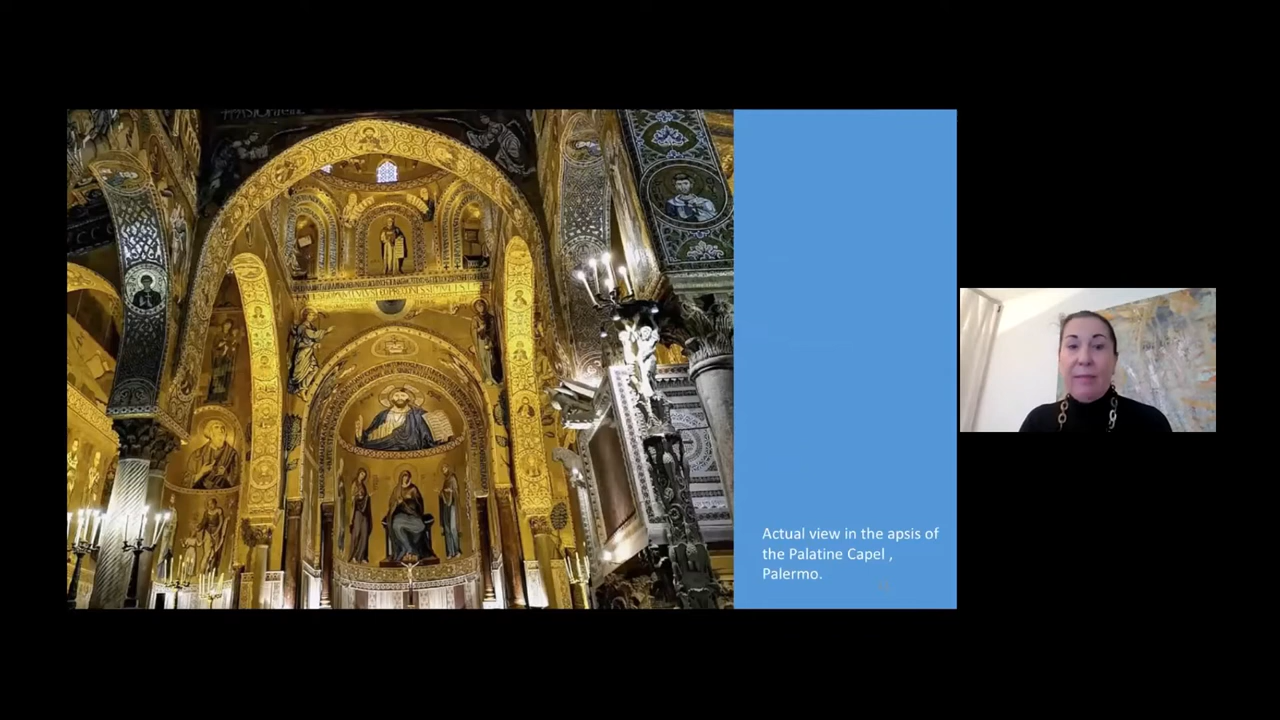 Actual view in the apsis of
the Palatine Capel ,
Palermo.